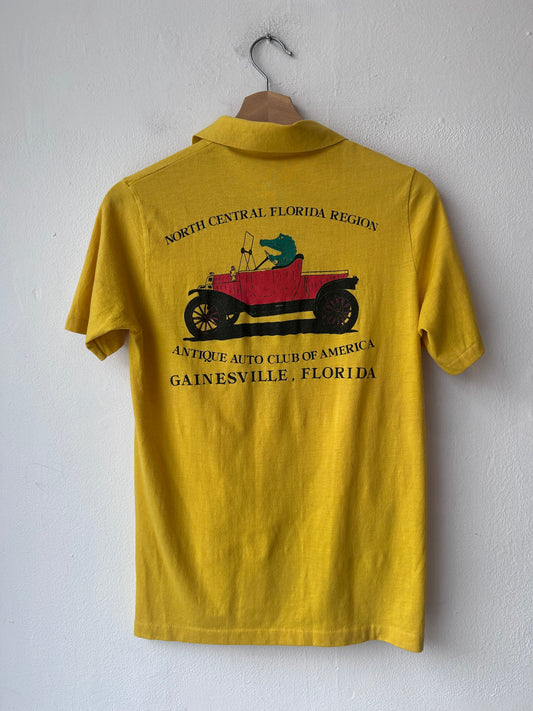 NORTH CENTRAL FLORIDA REGION
ANTIQUE AUTO CLUB OF AMERICA
GAINESVILLE, FLORIDA